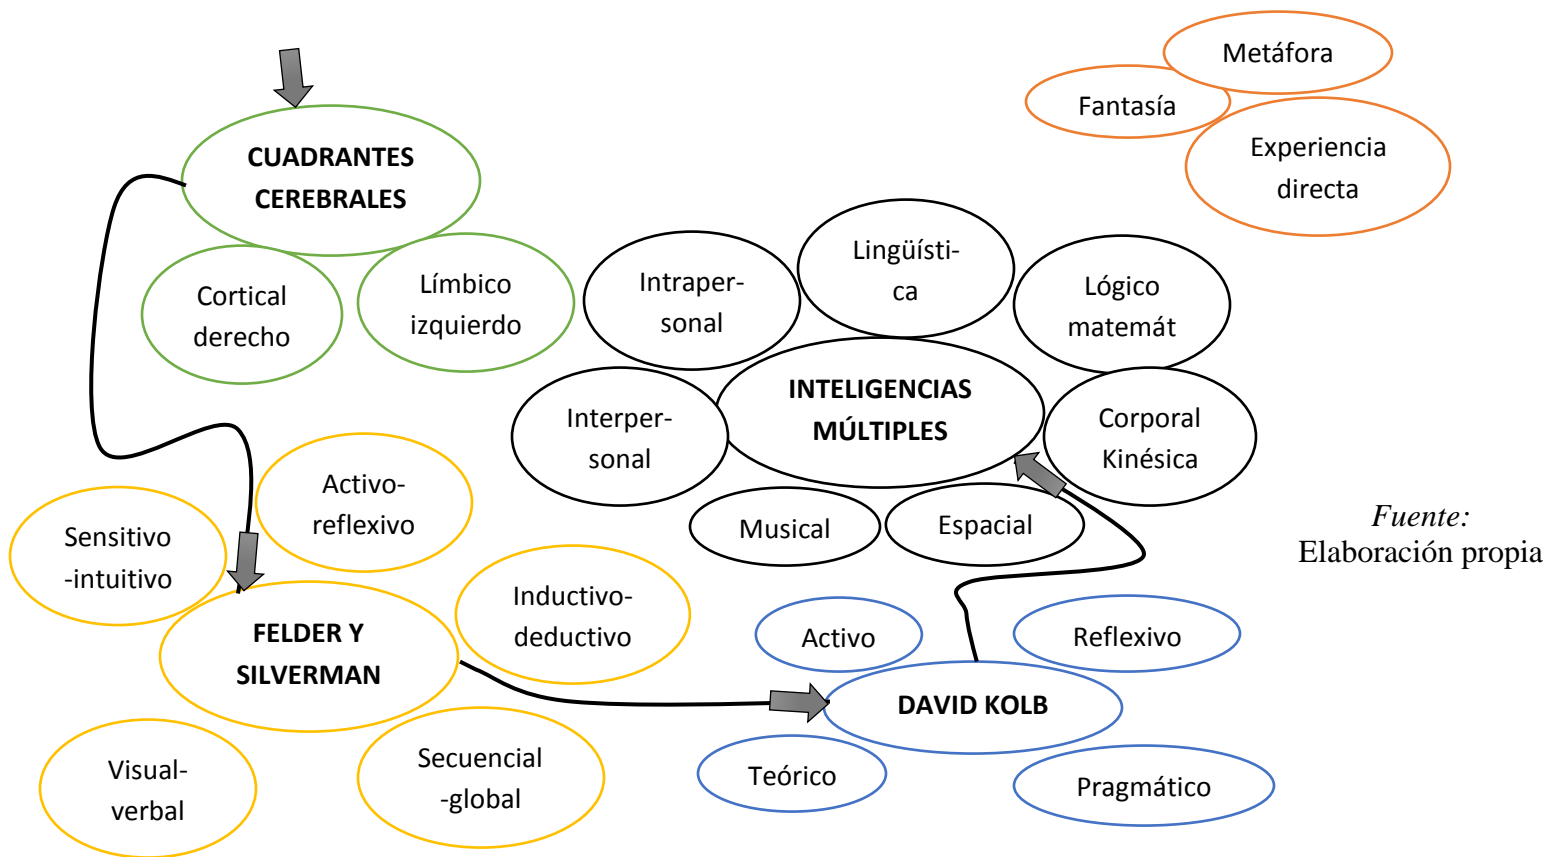 Metáfora
Fantasía
Experiencia
directa
CUADRANTES
CEREBRALES
Cortical
derecho
Límbico
izquierdo
Intraper-
sonal
Lingüísti-
ca
Lógico
matemát
INTELIGENCIAS
MÚLTIPLES
Interper-
sonal
Corporal
Kinésica
Musical
Espacial
Fuente:
Elaboración propia
Activo-
reflexivo
Sensitivo
-intuitivo
Inductivo-
deductivo
FELDER Y
SILVERMAN
Visual-
verbal
Secuencial
-global
Activo
Reflexivo
DAVID KOLB
Teórico
Pragmático